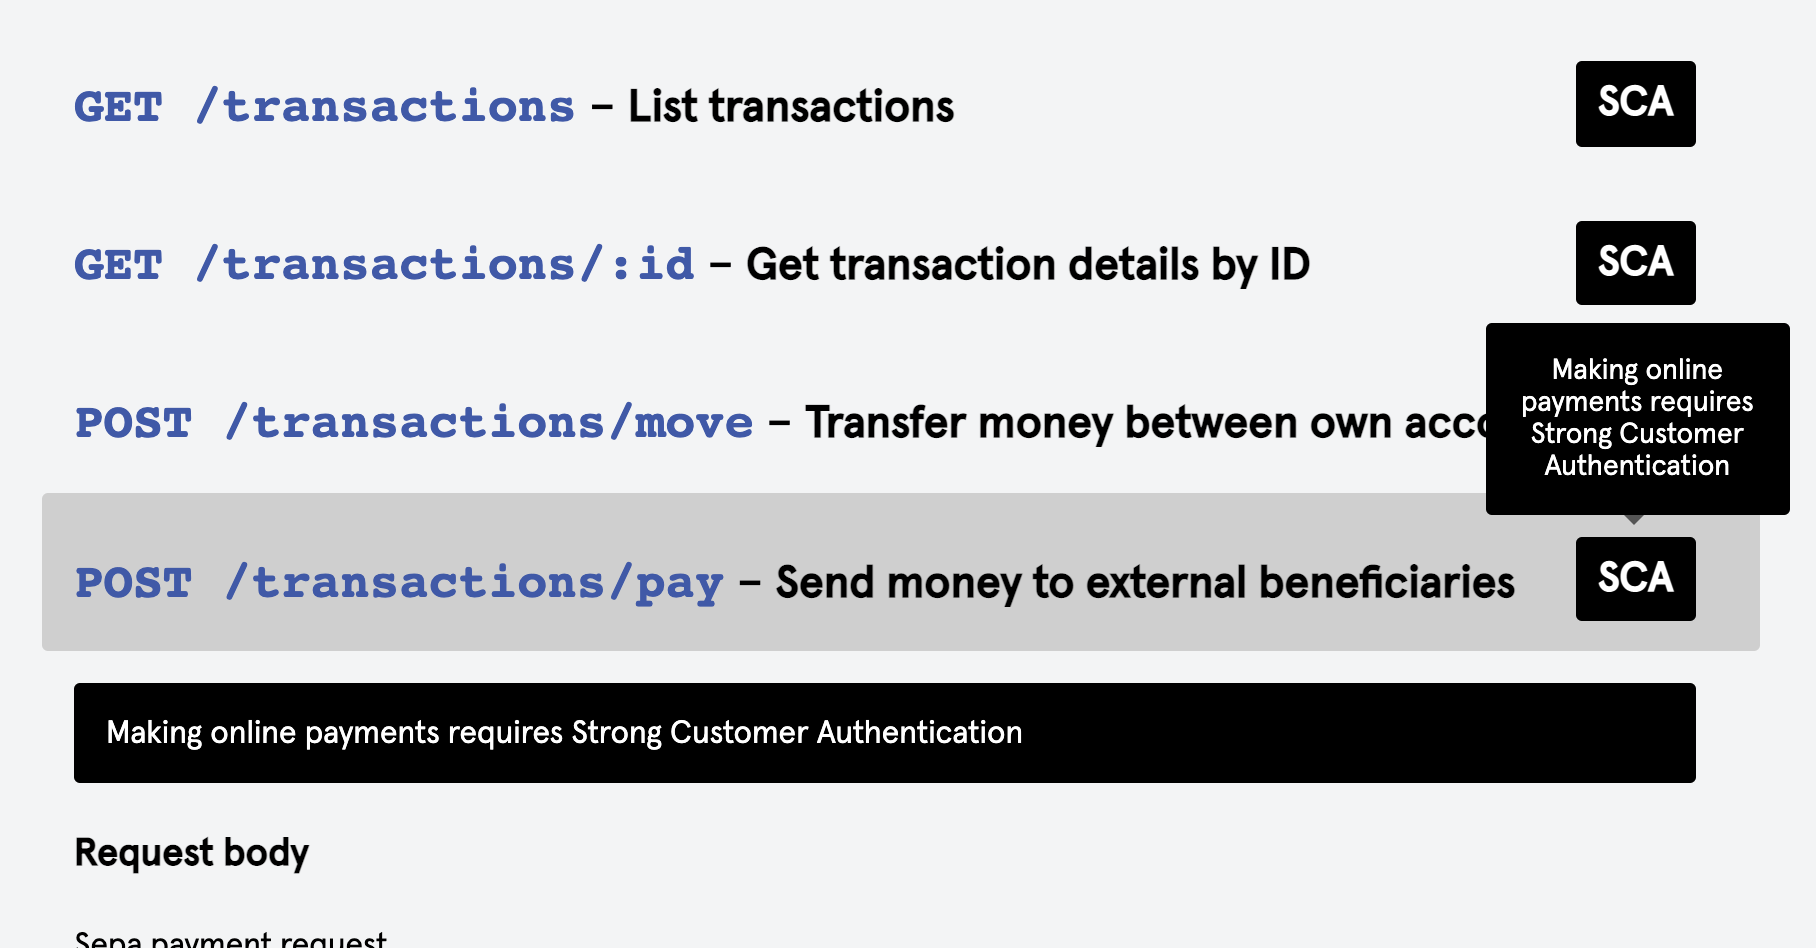 GET /transactions – List transactions SCA
GET /transactions/:id – Get transaction details by ID SCA
Making online
payments requires
Strong Customer
Authentication
POST /transactions/move – Transfer money between own
POST /transactions/pay – Send money to external beneficiaries SCA
Making online payments requires Strong Customer Authentication
Request body
Sepa payment request